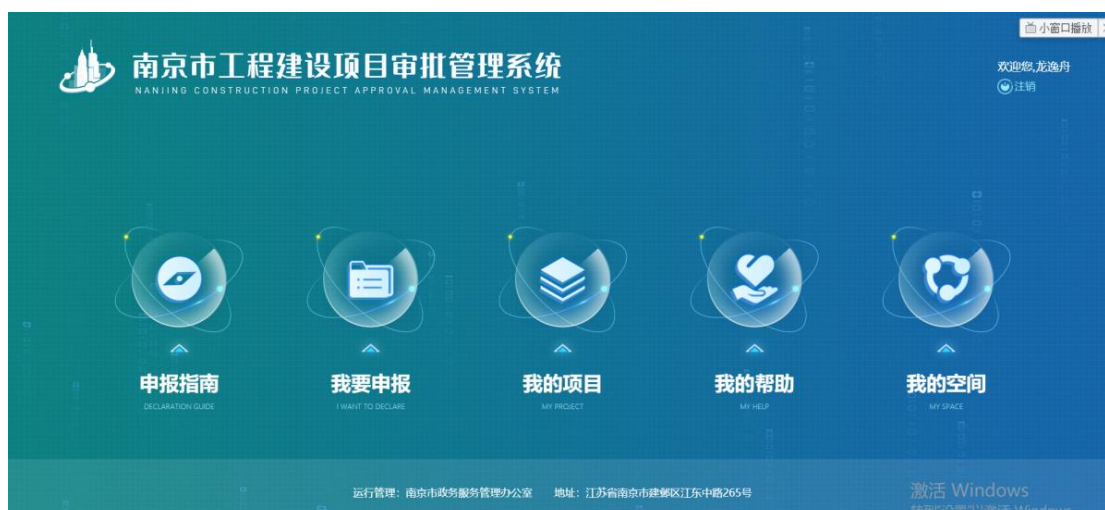 小窗口播放
南京市工程建设项目审批管理系统
NANJING CONSTRUCTION PROJECT APPROVAL MANAGEMENT SYSTEM
欢迎您,龙逸舟
注销
申报指南 我要申报 我的项目 我的帮助 我的空间
DECLARATION GUIDE I WANT TO DECLARE MY PROJECT MY HELP MY SPACE
运行管理：南京市政务服务管理办公室 地址：江苏省南京市建邺区江东中路265号
激活 Windows